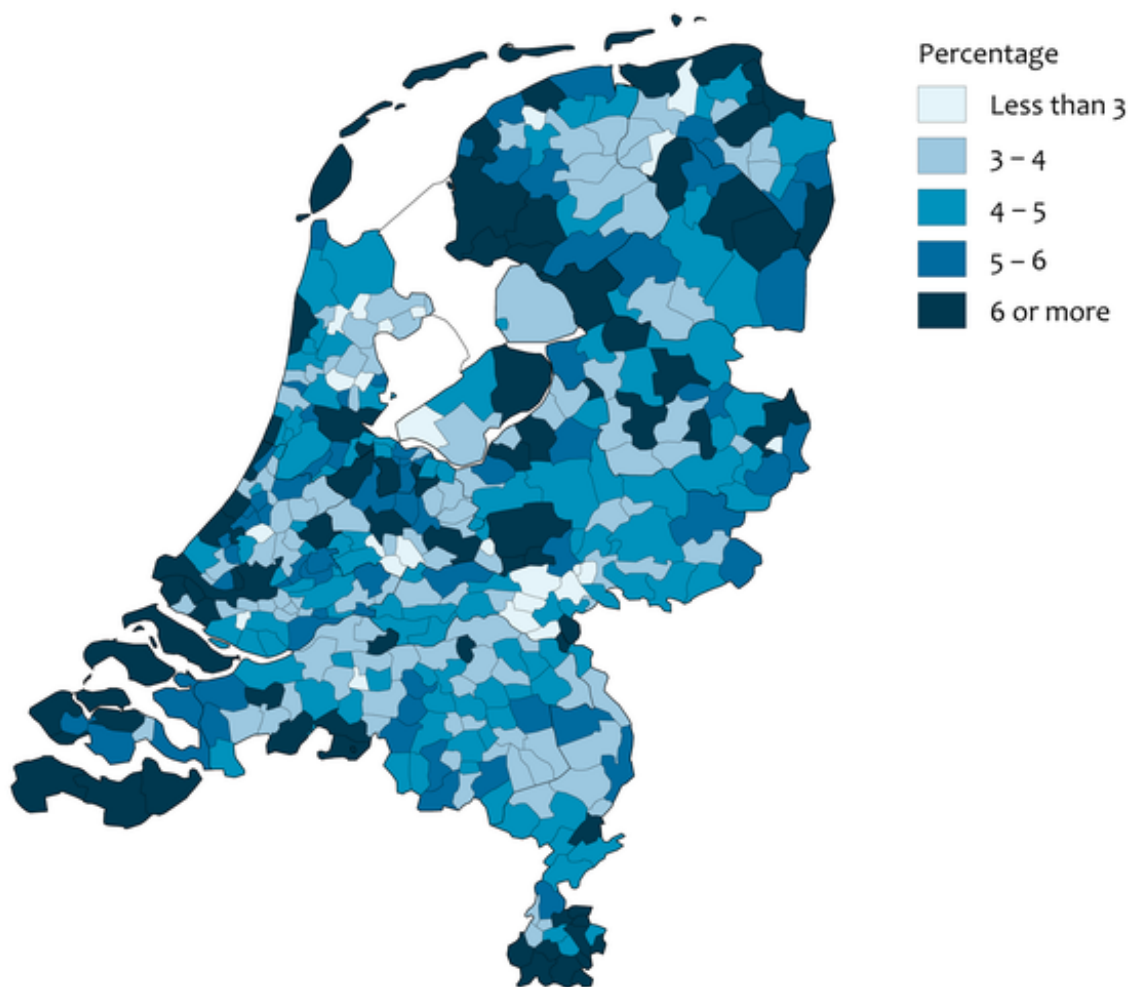 Percentage
Less than 3
3 – 4
4 – 5
5 – 6
6 or more